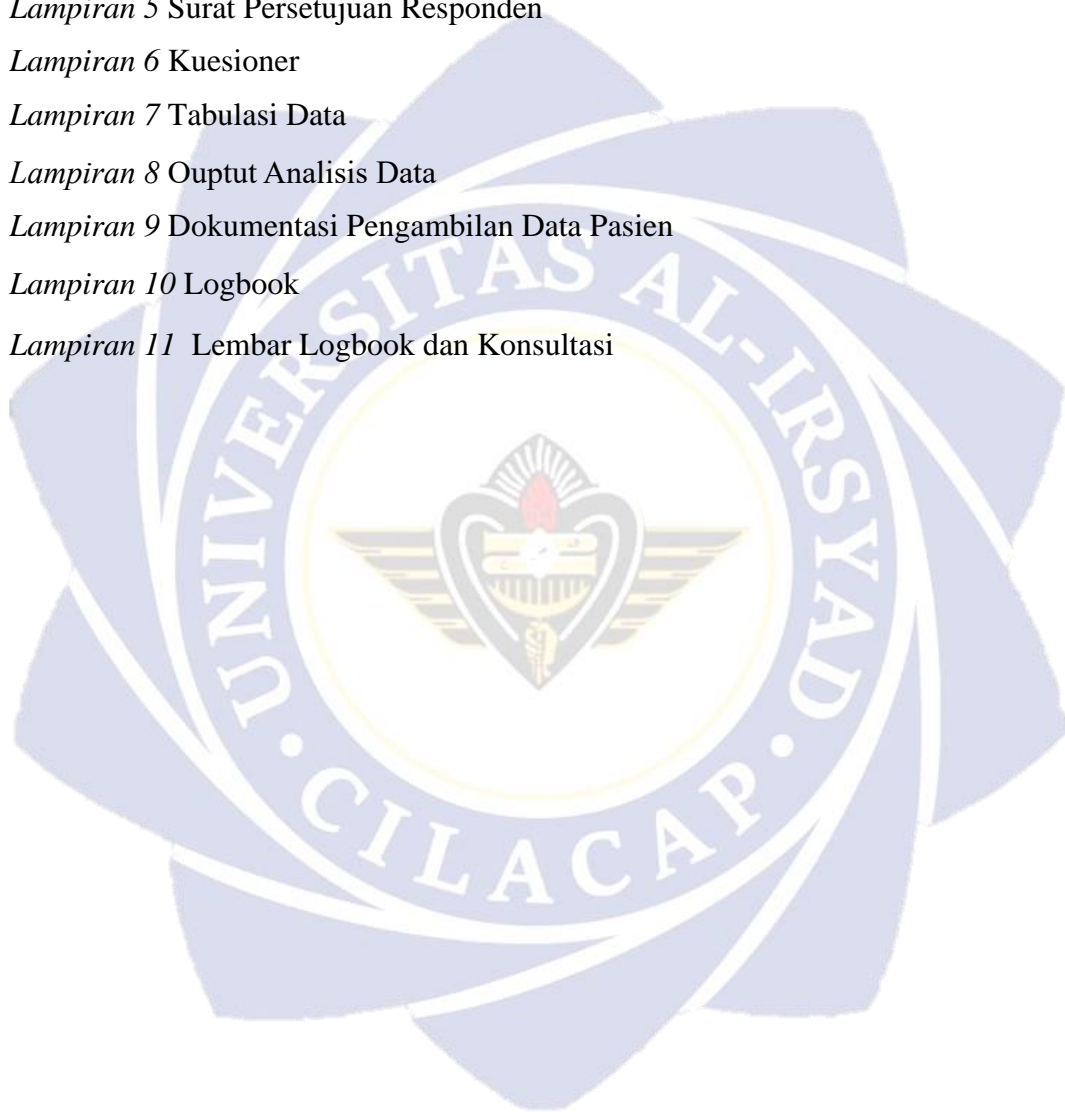 Lampiran 5 Surat Persetujuan Responden
Lampiran 6 Kuesioner
Lampiran 7 Tabulasi Data
Lampiran 8 Ouptut Analisis Data
Lampiran 9 Dokumentasi Pengambilan Data Pasien
Lampiran 10 Logbook
Lampiran 11 Lembar Logbook dan Konsultasi
UNIVERSITAS AL-IRSYAD
• CILACAP •